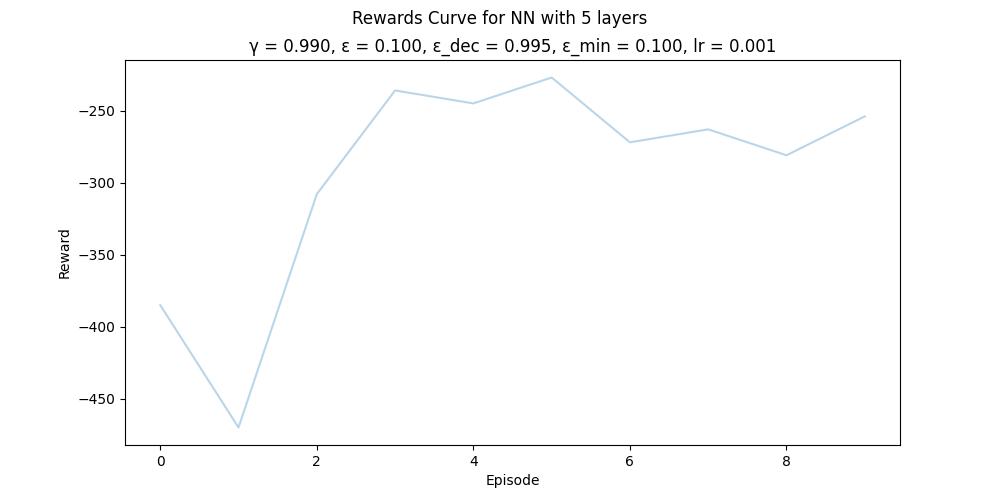 Rewards Curve for NN with 5 layers
γ = 0.990, ε = 0.100, ε_dec = 0.995, ε_min = 0.100, lr = 0.001
−250
−300
−350
−400
−450
Reward
0 2 4 6 8
Episode